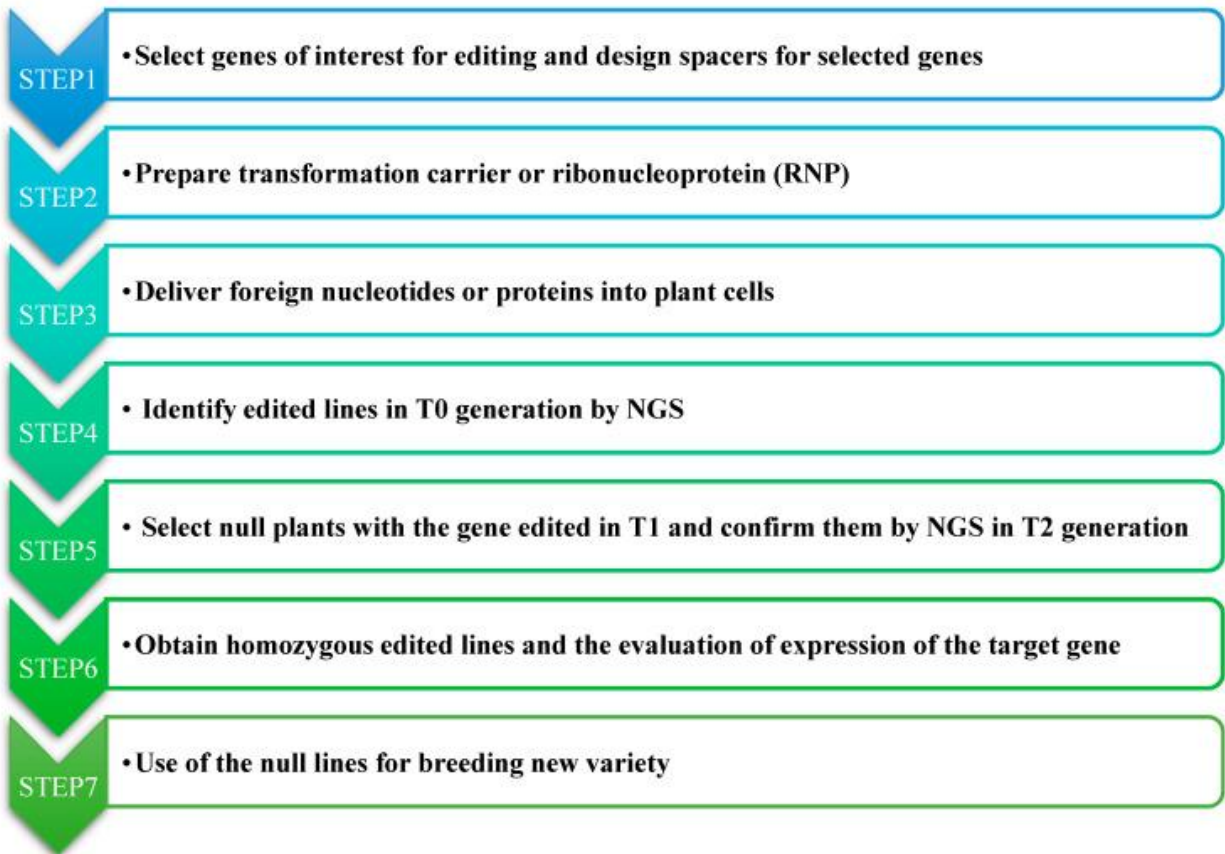 STEP1
•Select genes of interest for editing and design spacers for selected genes
STEP2
•Prepare transformation carrier or ribonucleoprotein (RNP)
STEP3
•Deliver foreign nucleotides or proteins into plant cells
STEP4
• Identify edited lines in T0 generation by NGS
STEP5
• Select null plants with the gene edited in T1 and confirm them by NGS in T2 generation
STEP6
•Obtain homozygous edited lines and the evaluation of expression of the target gene
STEP7
•Use of the null lines for breeding new variety